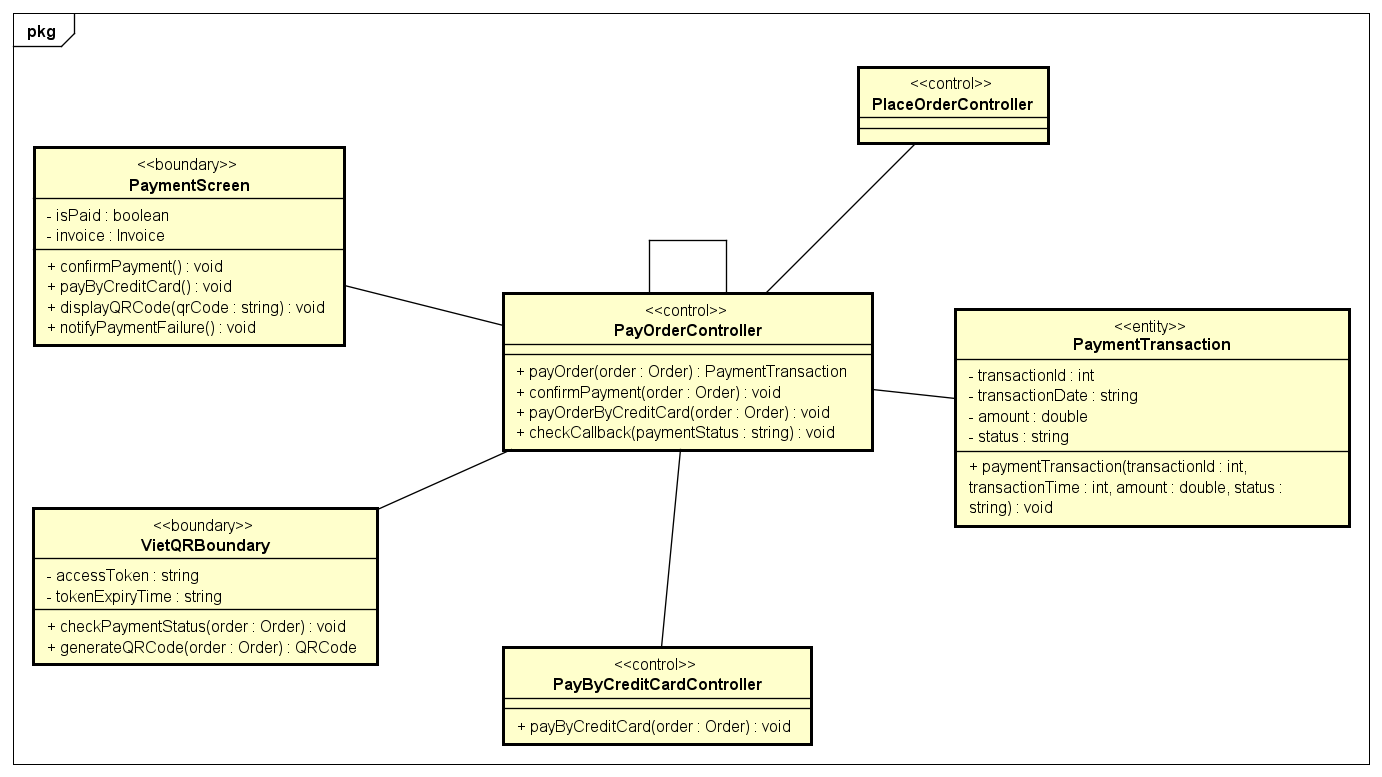 pkg
<<control>>
PlaceOrderController
<<boundary>>
PaymentScreen
- isPaid : boolean
- invoice : Invoice
+ confirmPayment() : void
+ payByCreditCard() : void
+ displayQRCode(qrCode : string) : void
+ notifyPaymentFailure() : void
<<control>>
PayOrderController
+ payOrder(order : Order) : PaymentTransaction
+ confirmPayment(order : Order) : void
+ payOrderByCreditCard(order : Order) : void
+ checkCallback(paymentStatus : string) : void
<<entity>>
PaymentTransaction
- transactionId : int
- transactionDate : string
- amount : double
- status : string
+ paymentTransaction(transactionId : int,
transactionTime : int, amount : double, status :
string) : void
<<boundary>>
VietQRBoundary
- accessToken : string
- tokenExpiryTime : string
+ checkPaymentStatus(order : Order) : void
+ generateQRCode(order : Order) : QRCode
<<control>>
PayByCreditCardController
+ payByCreditCard(order : Order) : void